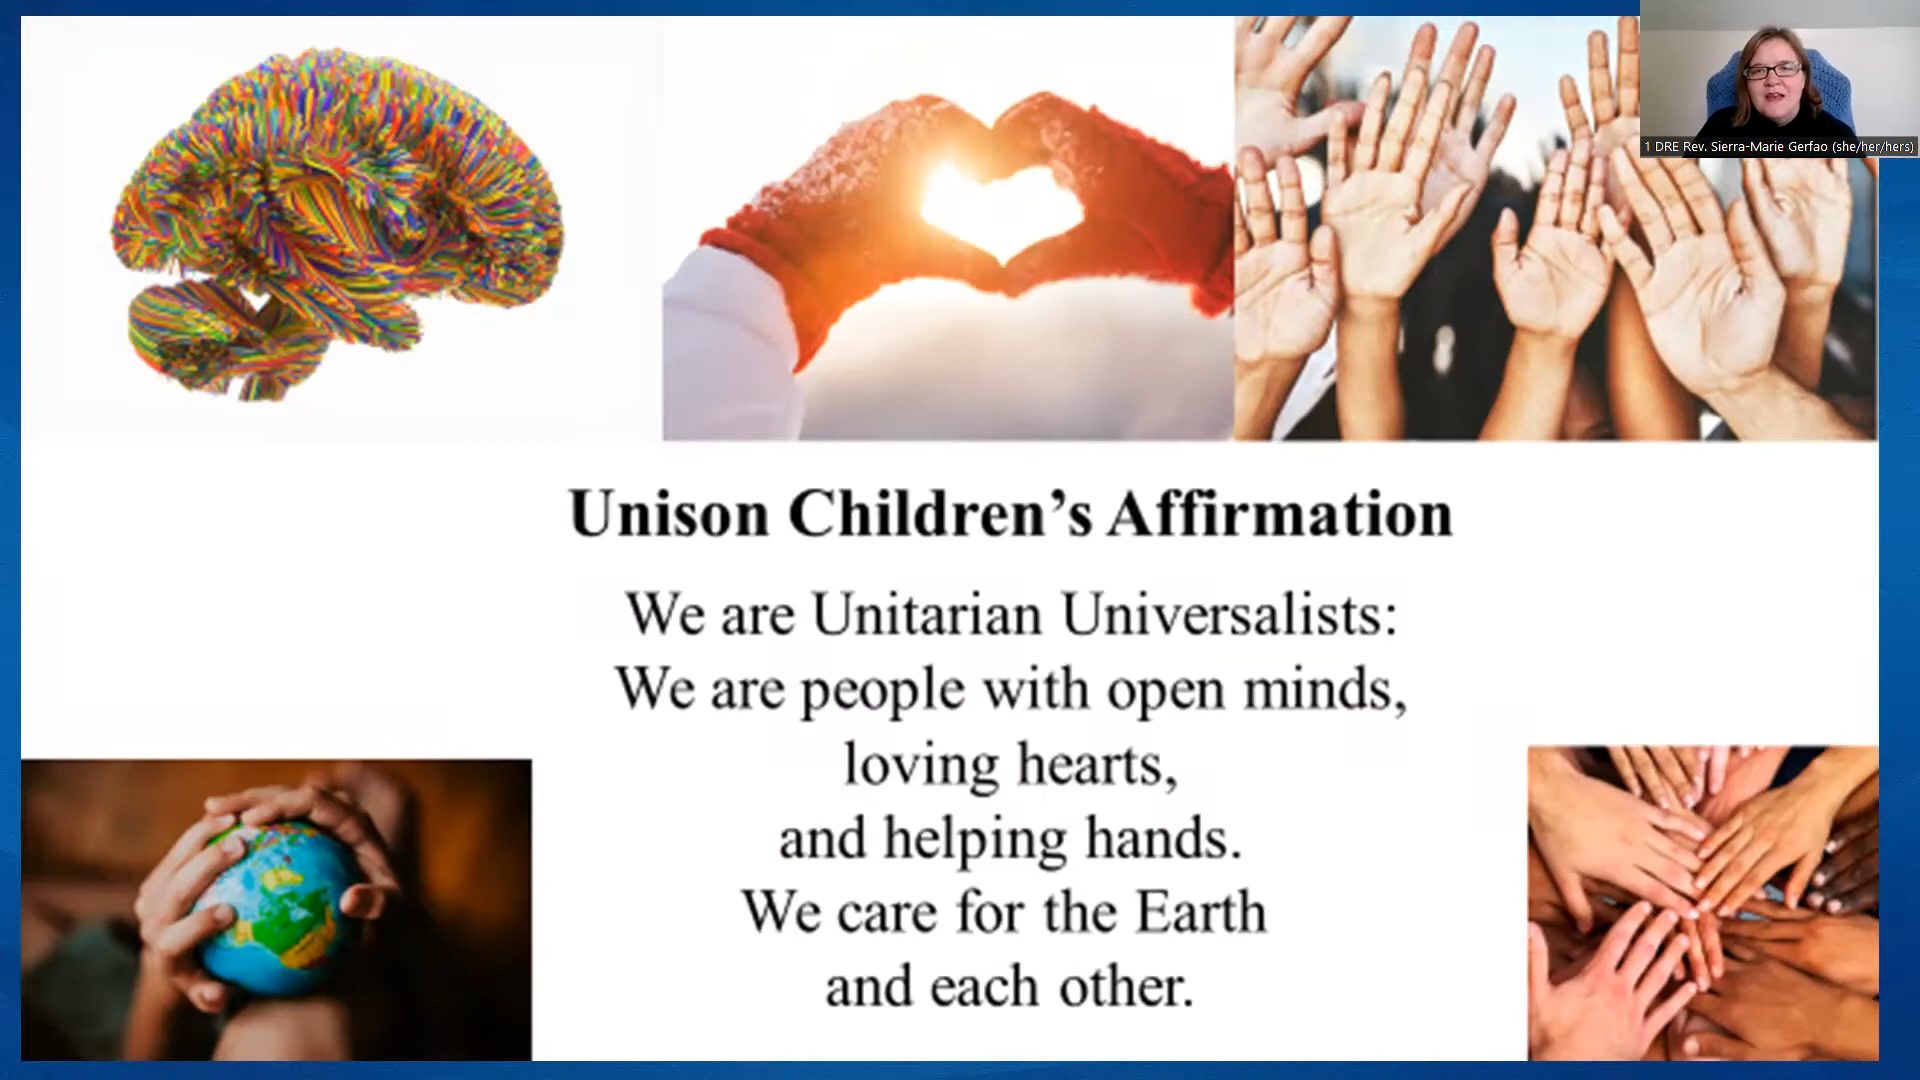 1 DRE Rev. Sierra-Marie Gerfao (she/her/hers)
Unison Children’s Affirmation
We are Unitarian Universalists:
We are people with open minds,
loving hearts,
and helping hands.
We care for the Earth
and each other.